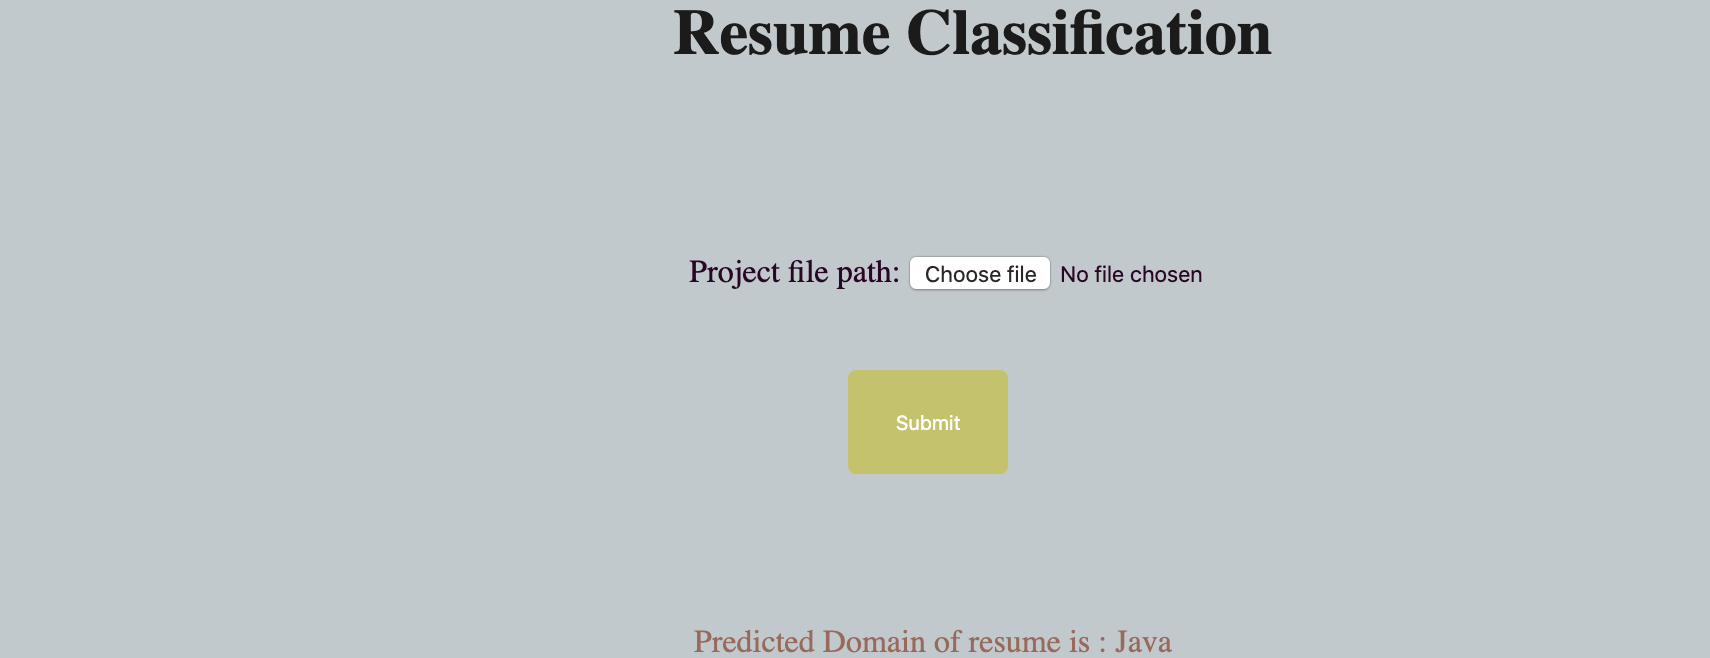 Resume Classification
Project file path: Choose file No file chosen
Submit
Predicted Domain of resume is : Java